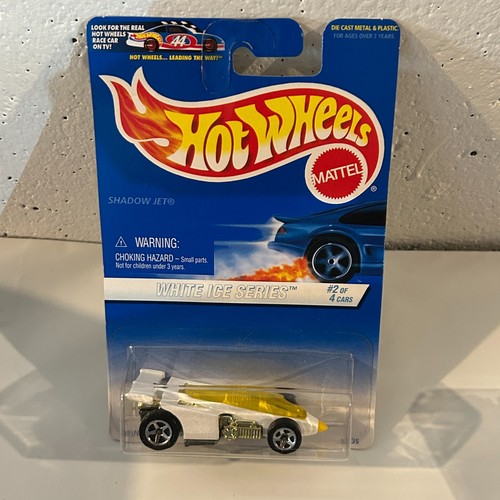 LOOK FOR THE REAL
HOT WHEELS
RACE CAR
ON TV!
44
HOT WHEELS... LEADING THE WAY!™
DIE CAST METAL & PLASTIC
FOR AGES OVER 3 YEARS
HOT WHEELS
®
MATTEL
SHADOW JET®
WARNING:
CHOKING HAZARD – Small parts.
Not for children under 3 years.
WHITE ICE SERIES™
#2 OF
4 CARS